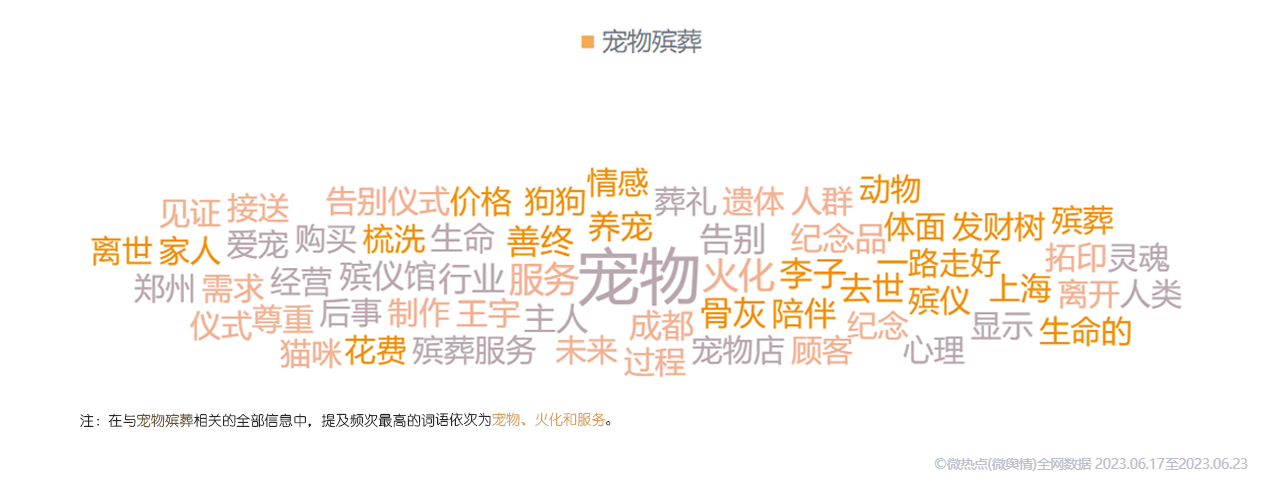 宠物殡葬
情感
动物
见证 接送 告别仪式 价格 狗狗 葬礼 遗体 人群
离世 家人 爱宠 购买 梳洗 生命 善终 养宠 告别 纪念品 体面 发财树 殡葬
郑州 需求 经营 殡仪馆 行业 服务 宠物 火化 李子 去世 一路走好 拓印 灵魂
仪式 尊重 后事 制作 王宇 主人 成都 骨灰 陪伴 殡仪 上海 离开 人类
猫咪 花费 殡葬服务 未来 过程 宠物店 顾客 纪念 心理 显示 生命的
注：在与宠物殡葬相关的全部信息中，提及频次最高的词语依次为宠物、火化和服务。
©微热点(微舆情)全网数据 2023.06.17至2023.06.23